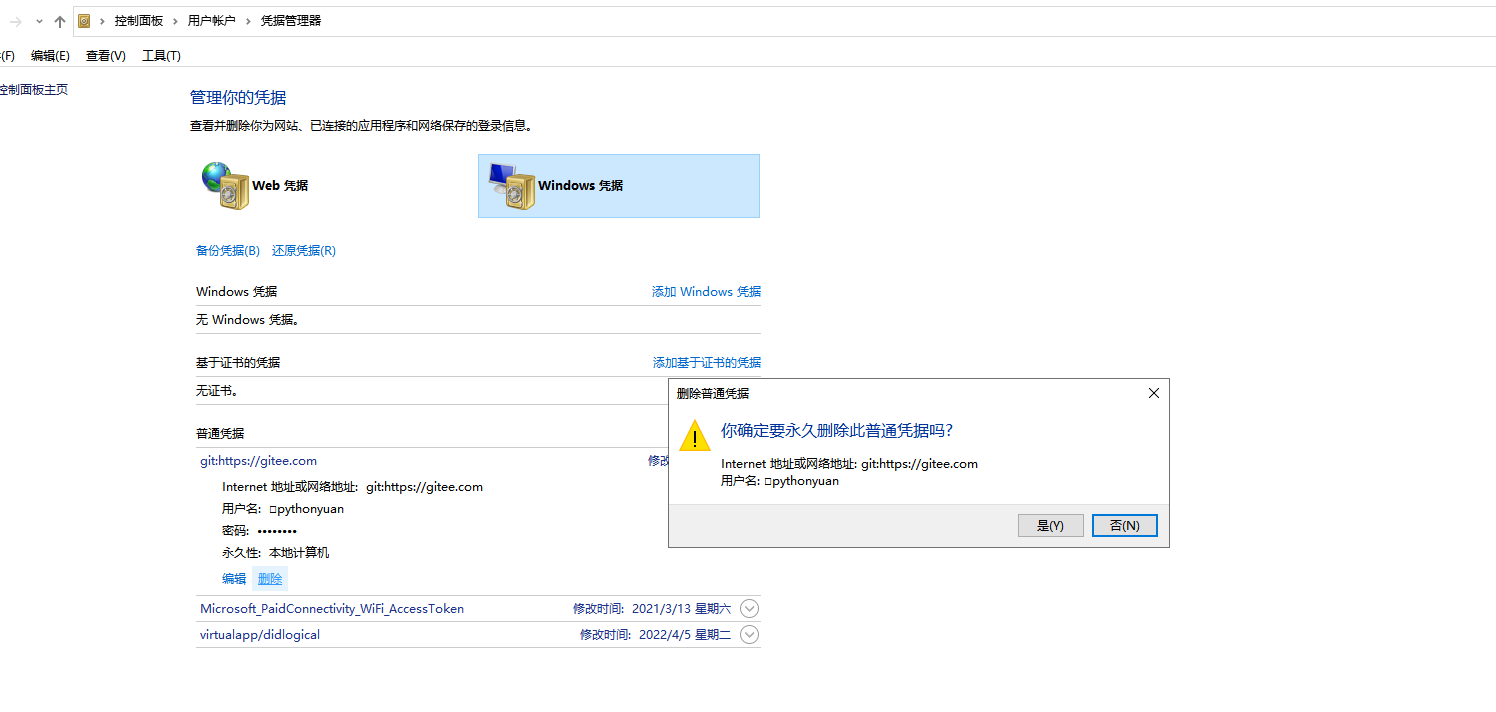 控制面板 › 用户帐户 › 凭据管理器
(F) 编辑(E) 查看(V) 工具(T)
控制面板主页
管理你的凭据
查看并删除你为网站、已连接的应用程序和网络保存的登录信息。
Web 凭据
Windows 凭据
备份凭据(B) 还原凭据(R)
Windows 凭据 添加 Windows 凭据
无 Windows 凭据。
基于证书的凭据 添加基于证书的凭据
无证书。
普通凭据
git:https://gitee.com 修改
Internet 地址或网络地址: git:https://gitee.com
用户名: □pythonyuan
密码: ••••••••
永久性: 本地计算机
编辑 删除
Microsoft_PaidConnectivity_WiFi_AccessToken 修改时间: 2021/3/13 星期六
virtualapp/didlogical 修改时间: 2022/4/5 星期二
删除普通凭据
你确定要永久删除此普通凭据吗?
Internet 地址或网络地址: git:https://gitee.com
用户名: □pythonyuan
是(Y) 否(N)